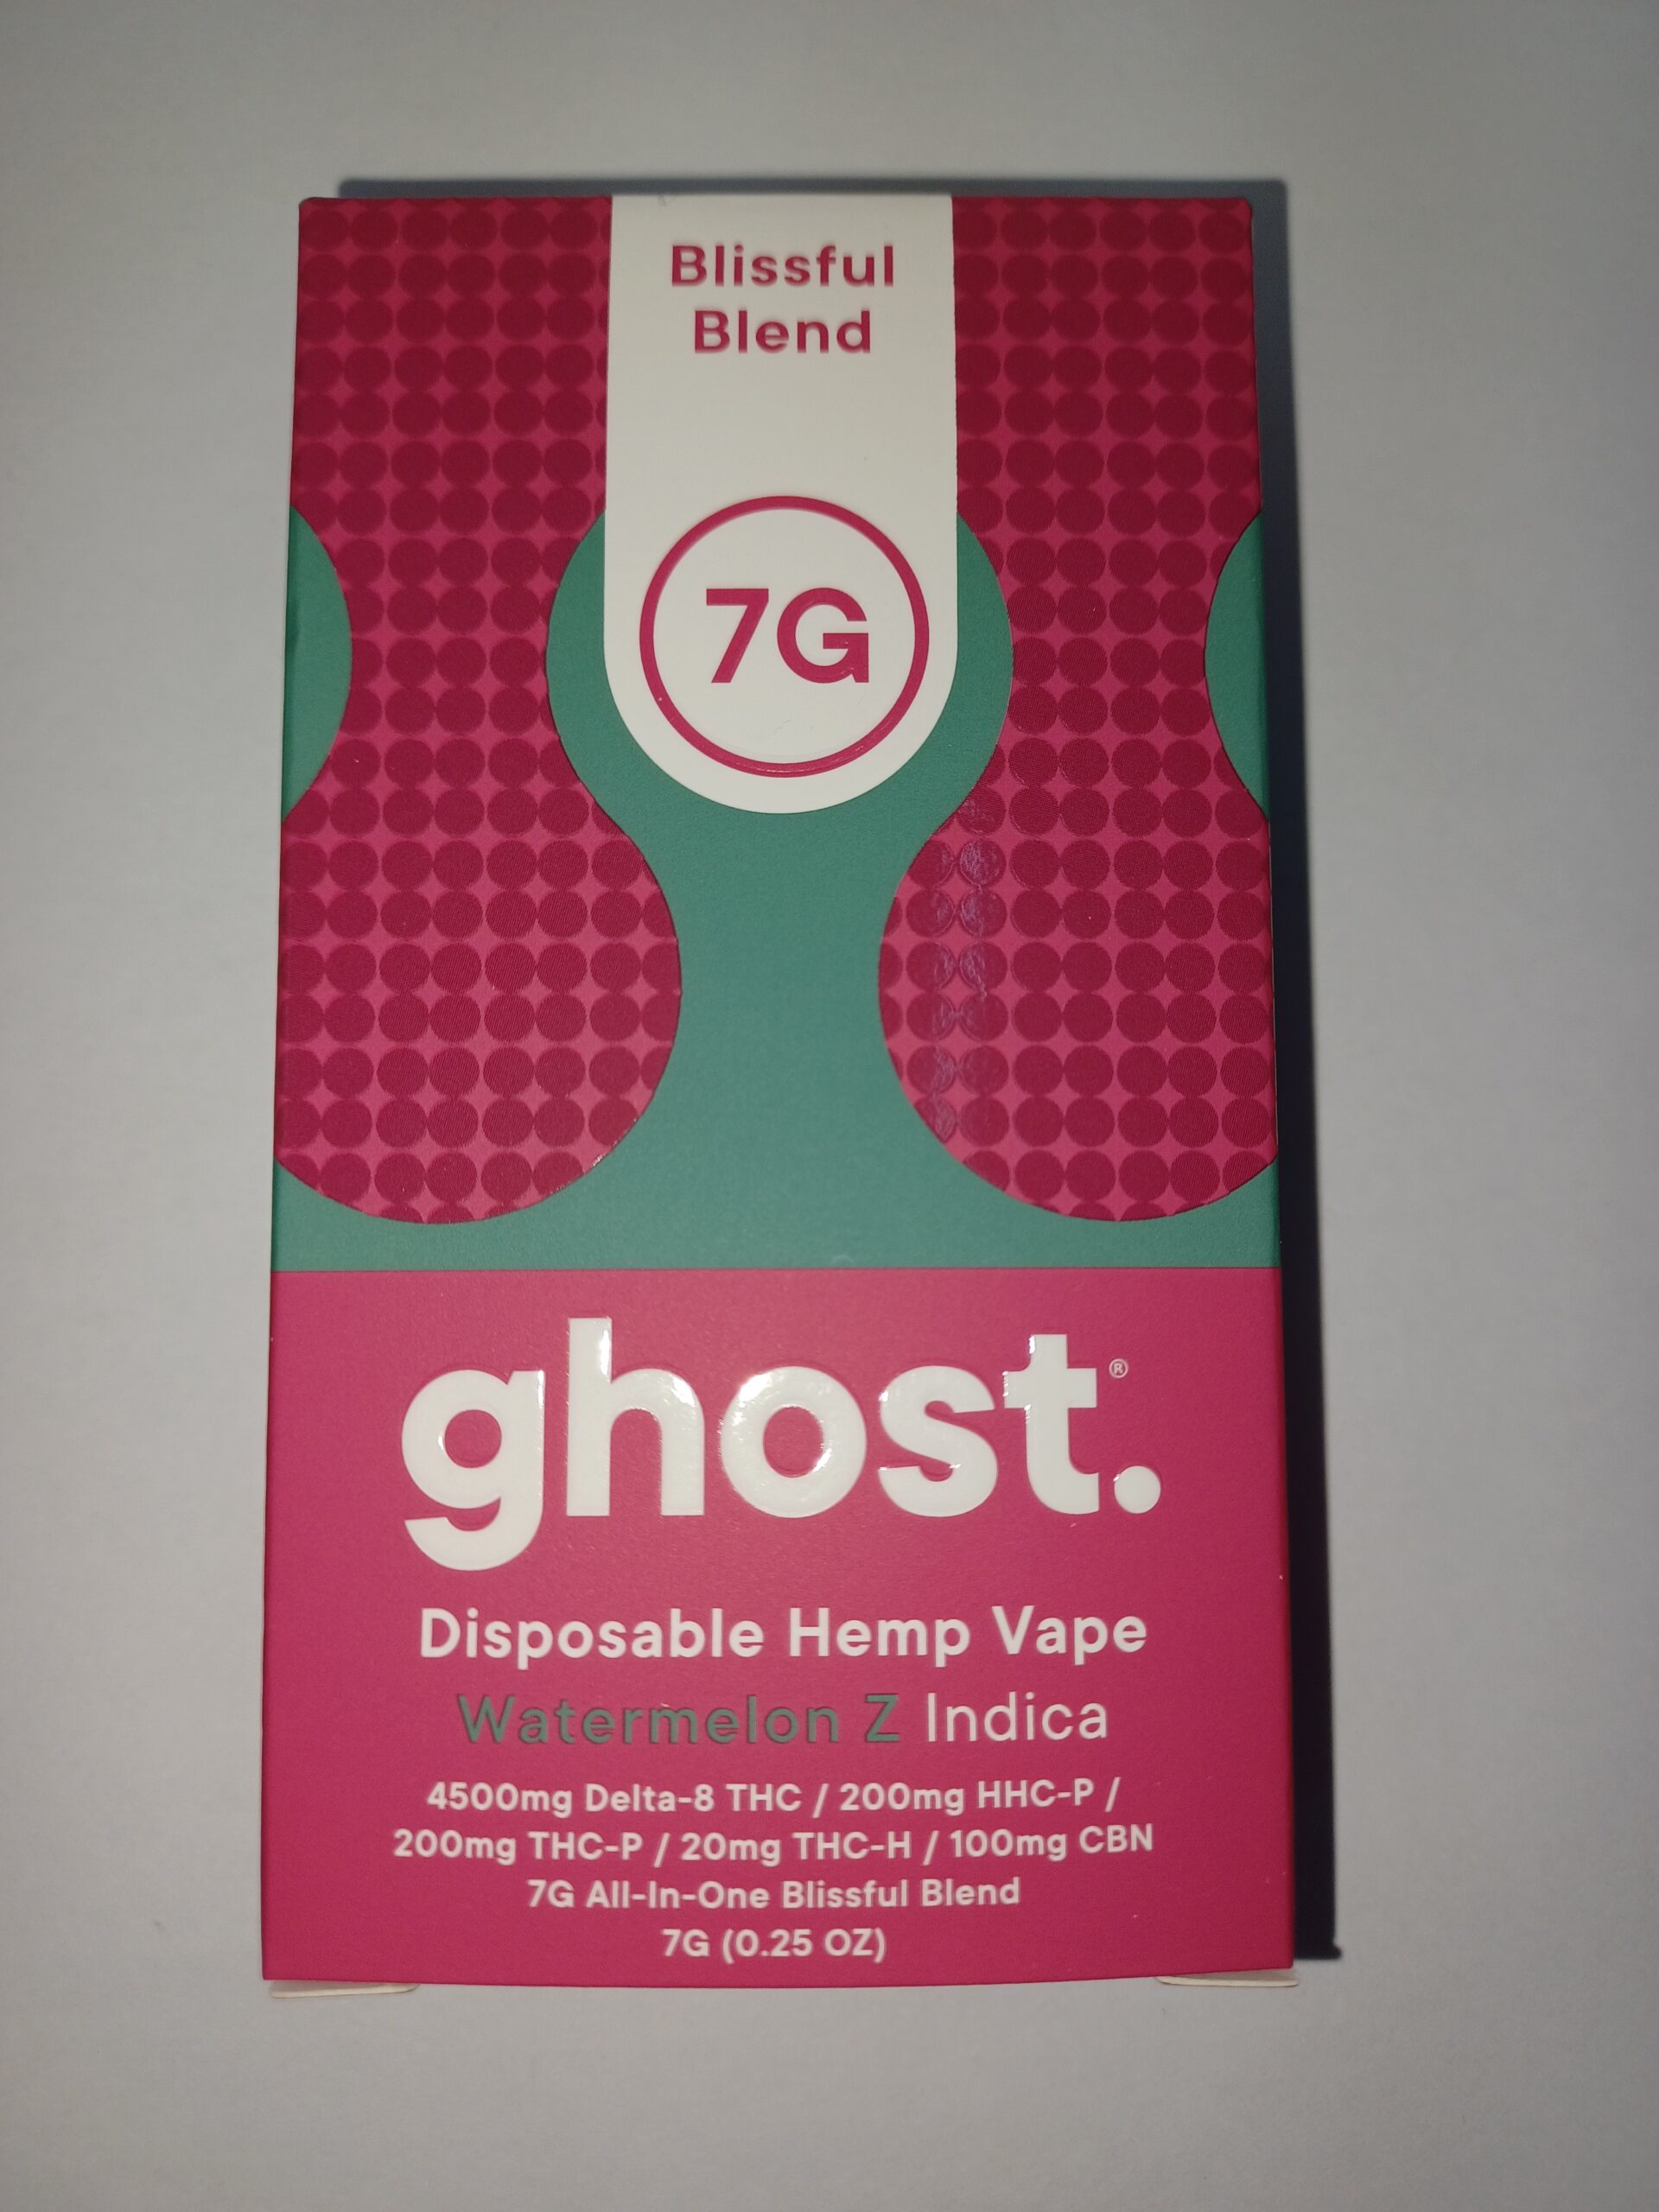 Blissful
Blend
7G
ghost.®
Disposable Hemp Vape
Watermelon Z Indica
4500mg Delta-8 THC / 200mg HHC-P /
200mg THC-P / 20mg THC-H / 100mg CBN
7G All-In-One Blissful Blend
7G (0.25 OZ)